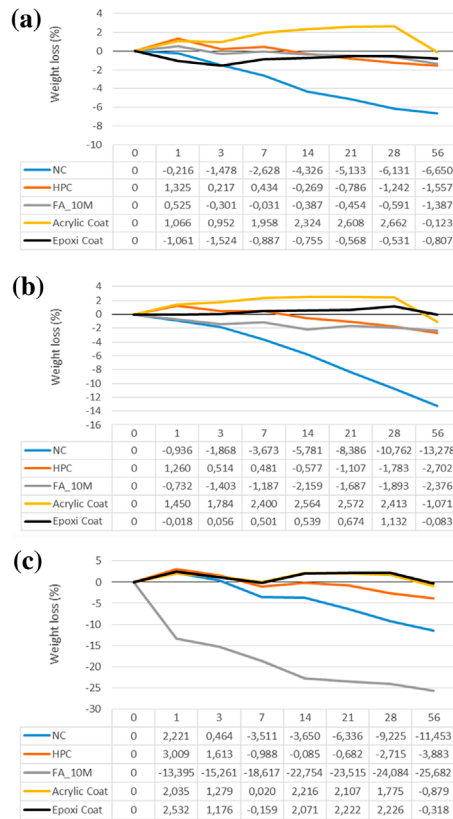 (a)
4
2
0
-2
-4
-6
-8
-10
Weight loss (%)
0 1 3 7 14 21 28 56
NC 0 -0,216 -1,478 -2,628 -4,326 -5,133 -6,131 -6,650
HPC 0 1,325 0,217 0,434 -0,269 -0,786 -1,242 -1,557
FA_10M 0 0,525 -0,301 -0,031 -0,387 -0,454 -0,591 -1,387
Acrylic Coat 0 1,066 0,952 1,958 2,324 2,608 2,662 -0,123
Epoxi Coat 0 -1,061 -1,524 -0,887 -0,755 -0,568 -0,531 -0,807
(b)
4
2
0
-2
-4
-6
-8
-10
-12
-14
-16
Weight loss (%)
0 1 3 7 14 21 28 56
NC 0 -0,936 -1,868 -3,673 -5,781 -8,386 -10,762 -13,278
HPC 0 1,260 0,514 0,481 -0,577 -1,107 -1,783 -2,702
FA_10M 0 -0,732 -1,403 -1,187 -2,159 -1,687 -1,893 -2,376
Acrylic Coat 0 1,450 1,784 2,400 2,564 2,572 2,413 -1,071
Epoxi Coat 0 -0,018 0,056 0,501 0,539 0,674 1,132 -0,083
(c)
5
0
-5
-10
-15
-20
-25
-30
Weight loss (%)
0 1 3 7 14 21 28 56
NC 0 2,221 0,464 -3,511 -3,650 -6,336 -9,225 -11,453
HPC 0 3,009 1,613 -0,988 -0,085 -0,682 -2,715 -3,883
FA_10M 0 -13,395 -15,261 -18,617 -22,754 -23,515 -24,084 -25,682
Acrylic Coat 0 2,035 1,279 0,020 2,216 2,107 1,775 -0,879
Epoxi Coat 0 2,532 1,176 -0,159 2,071 2,222 2,226 -0,318